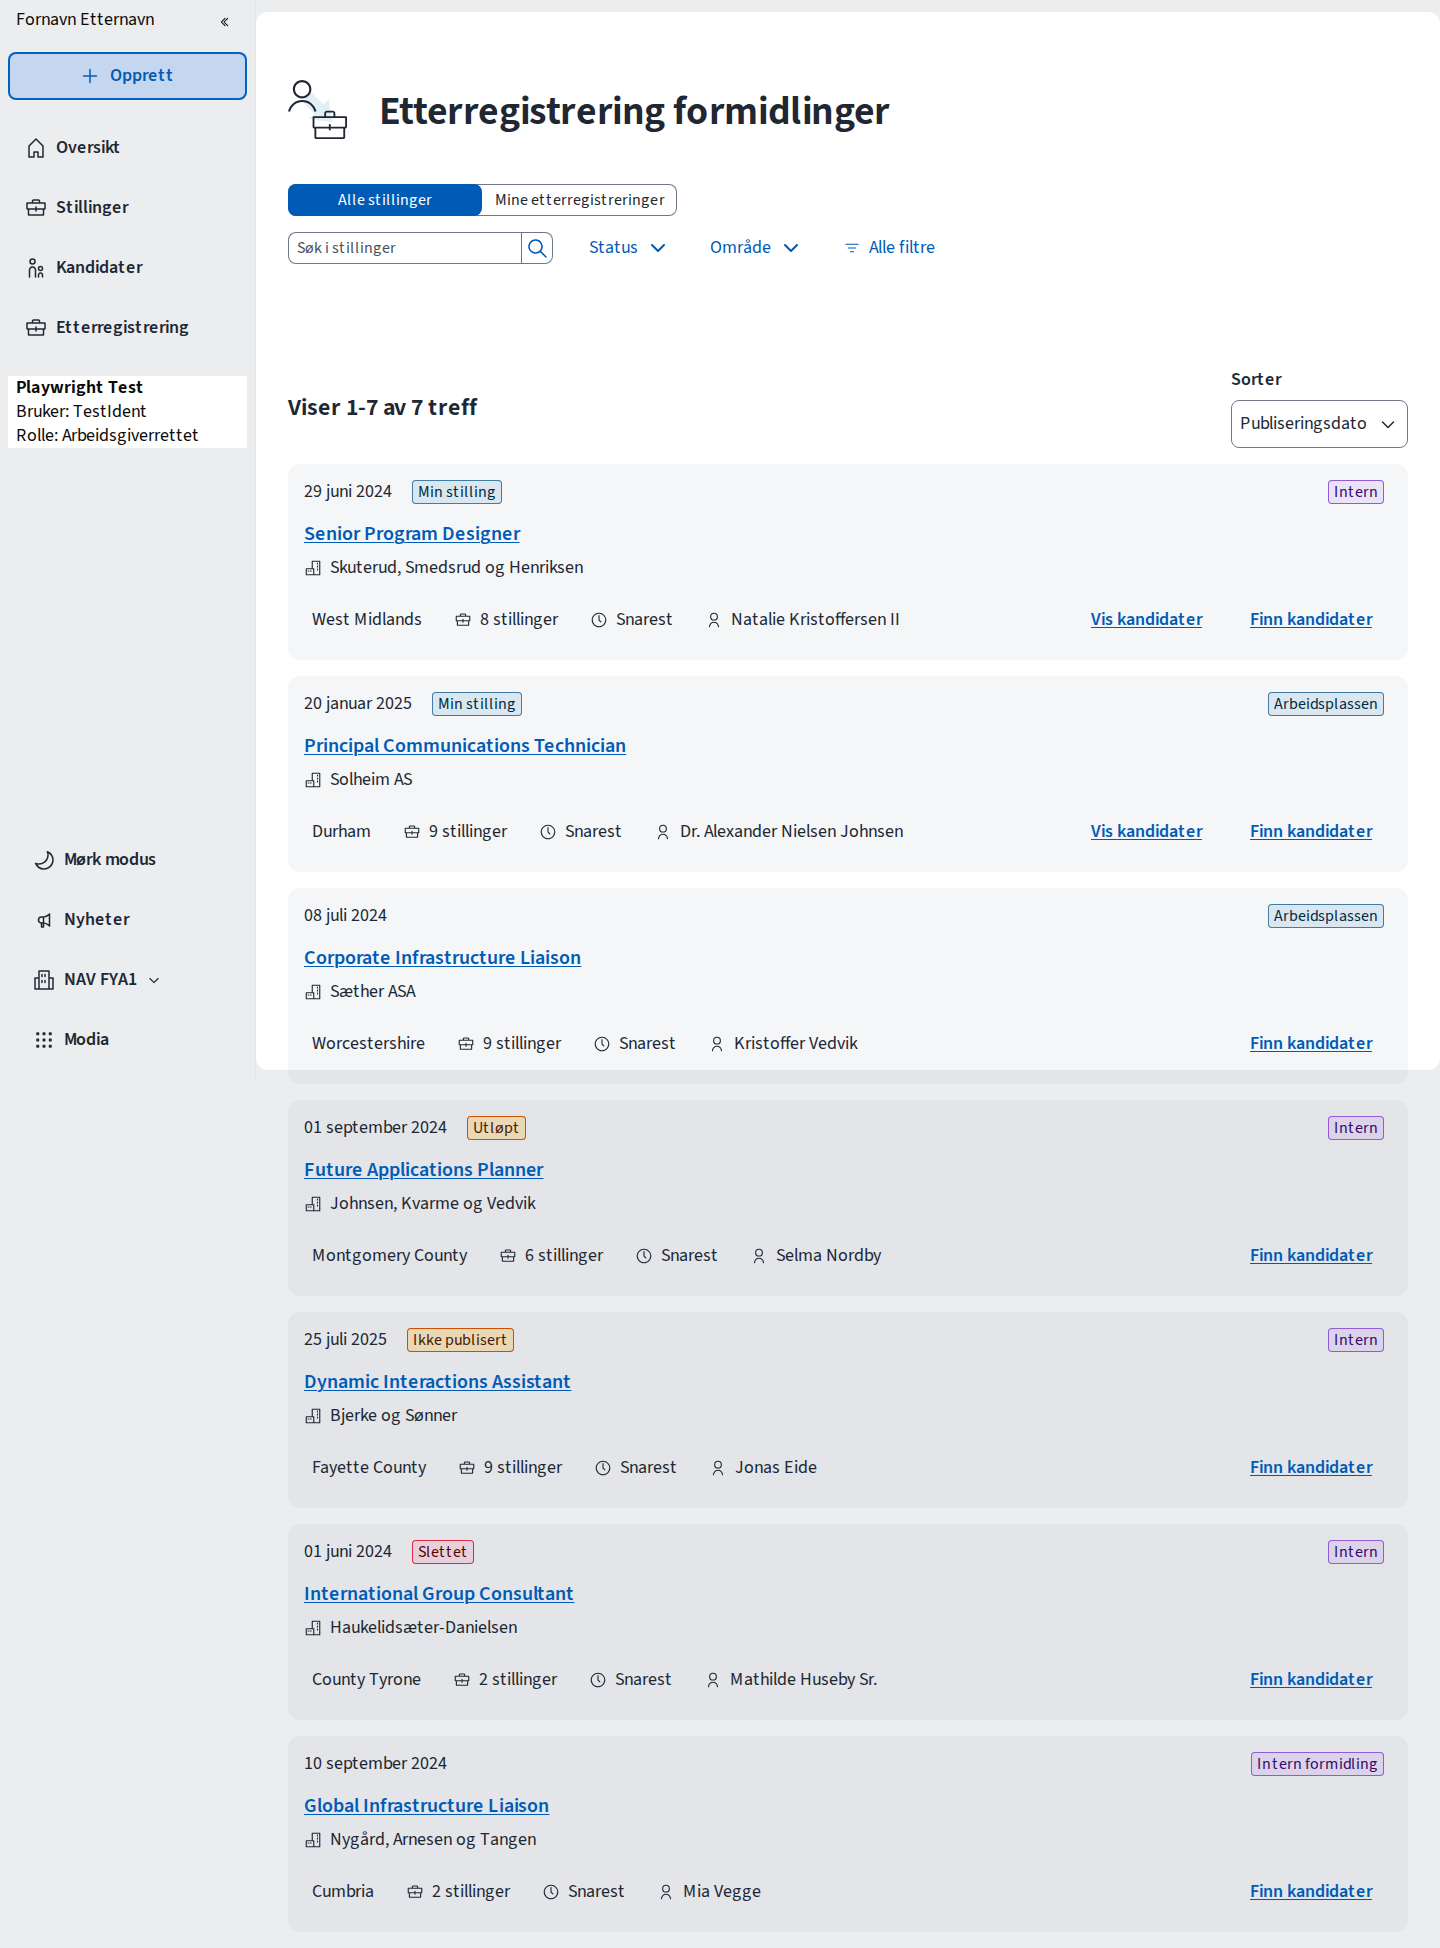 Fornavn Etternavn
Opprett
Oversikt
Stillinger
Kandidater
Etterregistrering
Playwright Test
Bruker: TestIdent
Rolle: Arbeidsgiverrettet
Mørk modus
Nyheter
NAV FYA1
Modia
Etterregistrering formidlinger
Alle stillinger Mine etterregistreringer
Søk i stillinger Status Område Alle filtre
Sorter
Viser 1-7 av 7 treff Publiseringsdato
29 juni 2024 Min stilling Intern
Senior Program Designer
Skuterud, Smedsrud og Henriksen
West Midlands 8 stillinger Snarest Natalie Kristoffersen II Vis kandidater Finn kandidater
20 januar 2025 Min stilling Arbeidsplassen
Principal Communications Technician
Solheim AS
Durham 9 stillinger Snarest Dr. Alexander Nielsen Johnsen Vis kandidater Finn kandidater
08 juli 2024 Arbeidsplassen
Corporate Infrastructure Liaison
Sæther ASA
Worcestershire 9 stillinger Snarest Kristoffer Vedvik Finn kandidater
01 september 2024 Utløpt Intern
Future Applications Planner
Johnsen, Kvarme og Vedvik
Montgomery County 6 stillinger Snarest Selma Nordby Finn kandidater
25 juli 2025 Ikke publisert Intern
Dynamic Interactions Assistant
Bjerke og Sønner
Fayette County 9 stillinger Snarest Jonas Eide Finn kandidater
01 juni 2024 Slettet Intern
International Group Consultant
Haukelidsæter-Danielsen
County Tyrone 2 stillinger Snarest Mathilde Huseby Sr. Finn kandidater
10 september 2024 Intern formidling
Global Infrastructure Liaison
Nygård, Arnesen og Tangen
Cumbria 2 stillinger Snarest Mia Vegge Finn kandidater